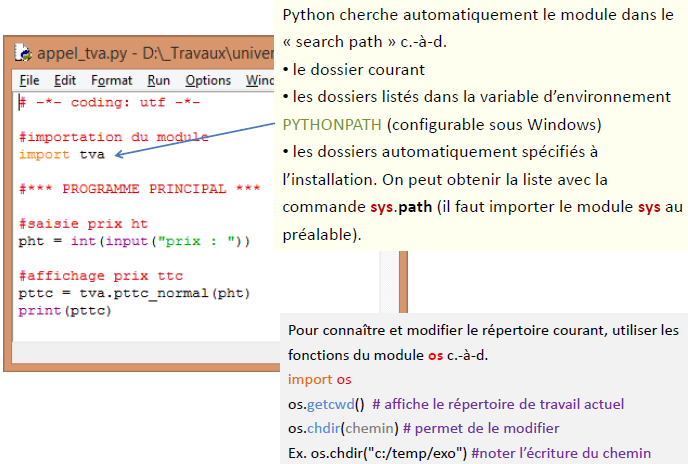 appel_tva.py - D:\_Travaux\univer
File Edit Format Run Options Wind
# -*- coding: utf -*-
#importation du module
import tva
#*** PROGRAMME PRINCIPAL ***
#saisie prix ht
pht = int(input("prix : "))
#affichage prix ttc
pttc = tva.pttc_normal(pht)
print(pttc)
Python cherche automatiquement le module dans le
« search path » c.-à-d.
• le dossier courant
• les dossiers listés dans la variable d’environnement
PYTHONPATH (configurable sous Windows)
• les dossiers automatiquement spécifiés à
l’installation. On peut obtenir la liste avec la
commande sys.path (il faut importer le module sys au
préalable).
Pour connaître et modifier le répertoire courant, utiliser les
fonctions du module os c.-à-d.
import os
os.getcwd() # affiche le répertoire de travail actuel
os.chdir(chemin) # permet de le modifier
Ex. os.chdir("c:/temp/exo") #noter l’écriture du chemin